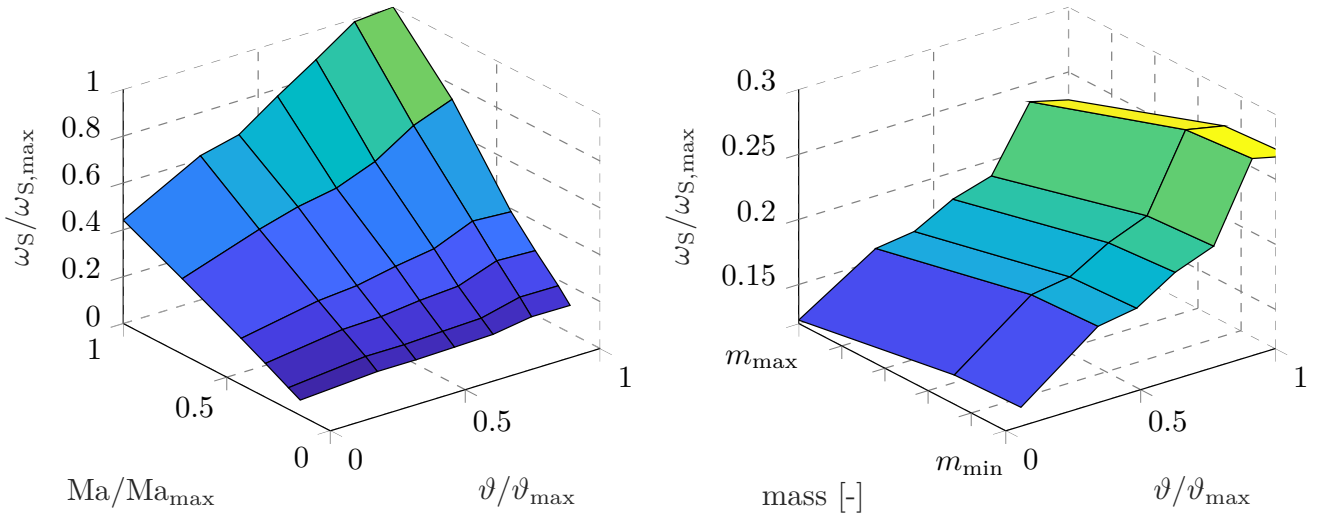 ω_S/ω_S,max
1
0.8
0.6
0.4
0.2
0
1
0.5
0
0
0.5
1
Ma/Ma_max
ϑ/ϑ_max
ω_S/ω_S,max
0.3
0.25
0.2
0.15
m_max
m_min
0
0.5
1
mass [-]
ϑ/ϑ_max